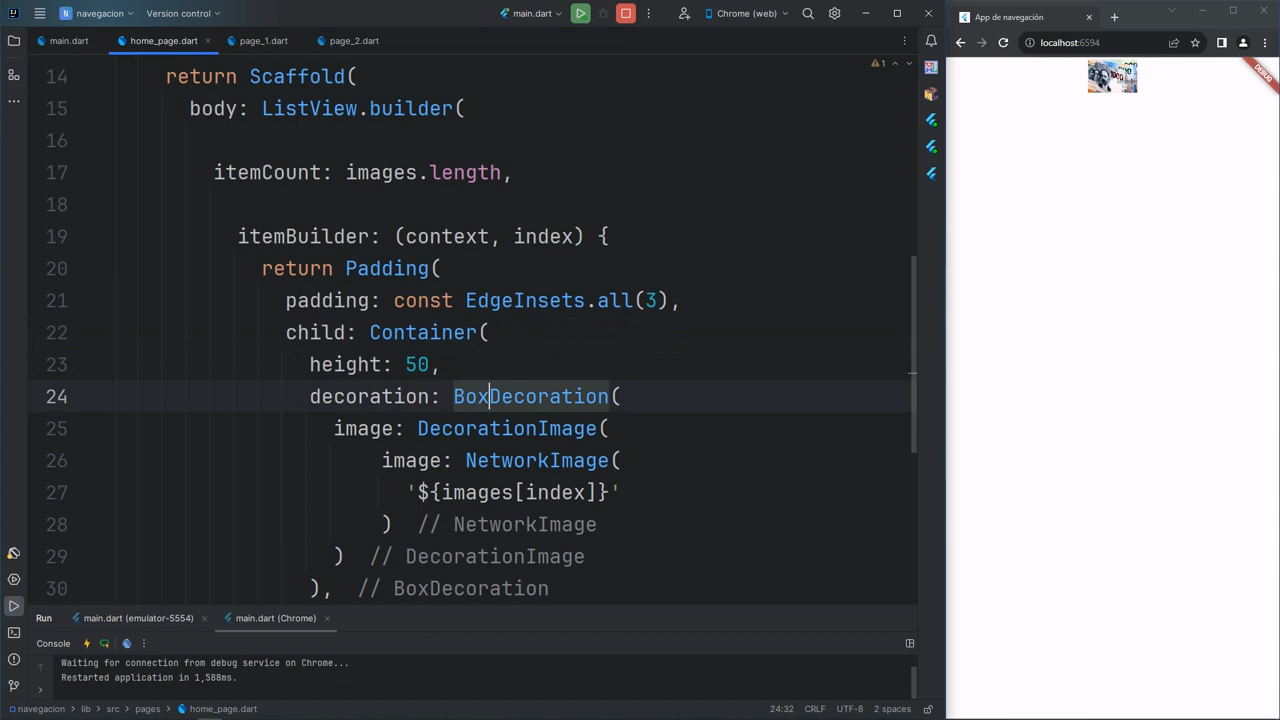 navegacion
Version control
main.dart
Chrome (web)
main.dart
home_page.dart
page_1.dart
page_2.dart
1
14 return Scaffold(
15 body: ListView.builder(
16
17 itemCount: images.length,
18
19 itemBuilder: (context, index) {
20 return Padding(
21 padding: const EdgeInsets.all(3),
22 child: Container(
23 height: 50,
24 decoration: BoxDecoration(
25 image: DecorationImage(
26 image: NetworkImage(
27 '${images[index]}'
28 ) // NetworkImage
29 ) // DecorationImage
30 ), // BoxDecoration
Run
main.dart (emulator-5554)
main.dart (Chrome)
Console
Waiting for connection from debug service on Chrome...
Restarted application in 1,588ms.
navegacion > lib > src > pages > home_page.dart
24:32
CRLF
UTF-8
2 spaces
App de navegación
localhost:6594
DEBUG